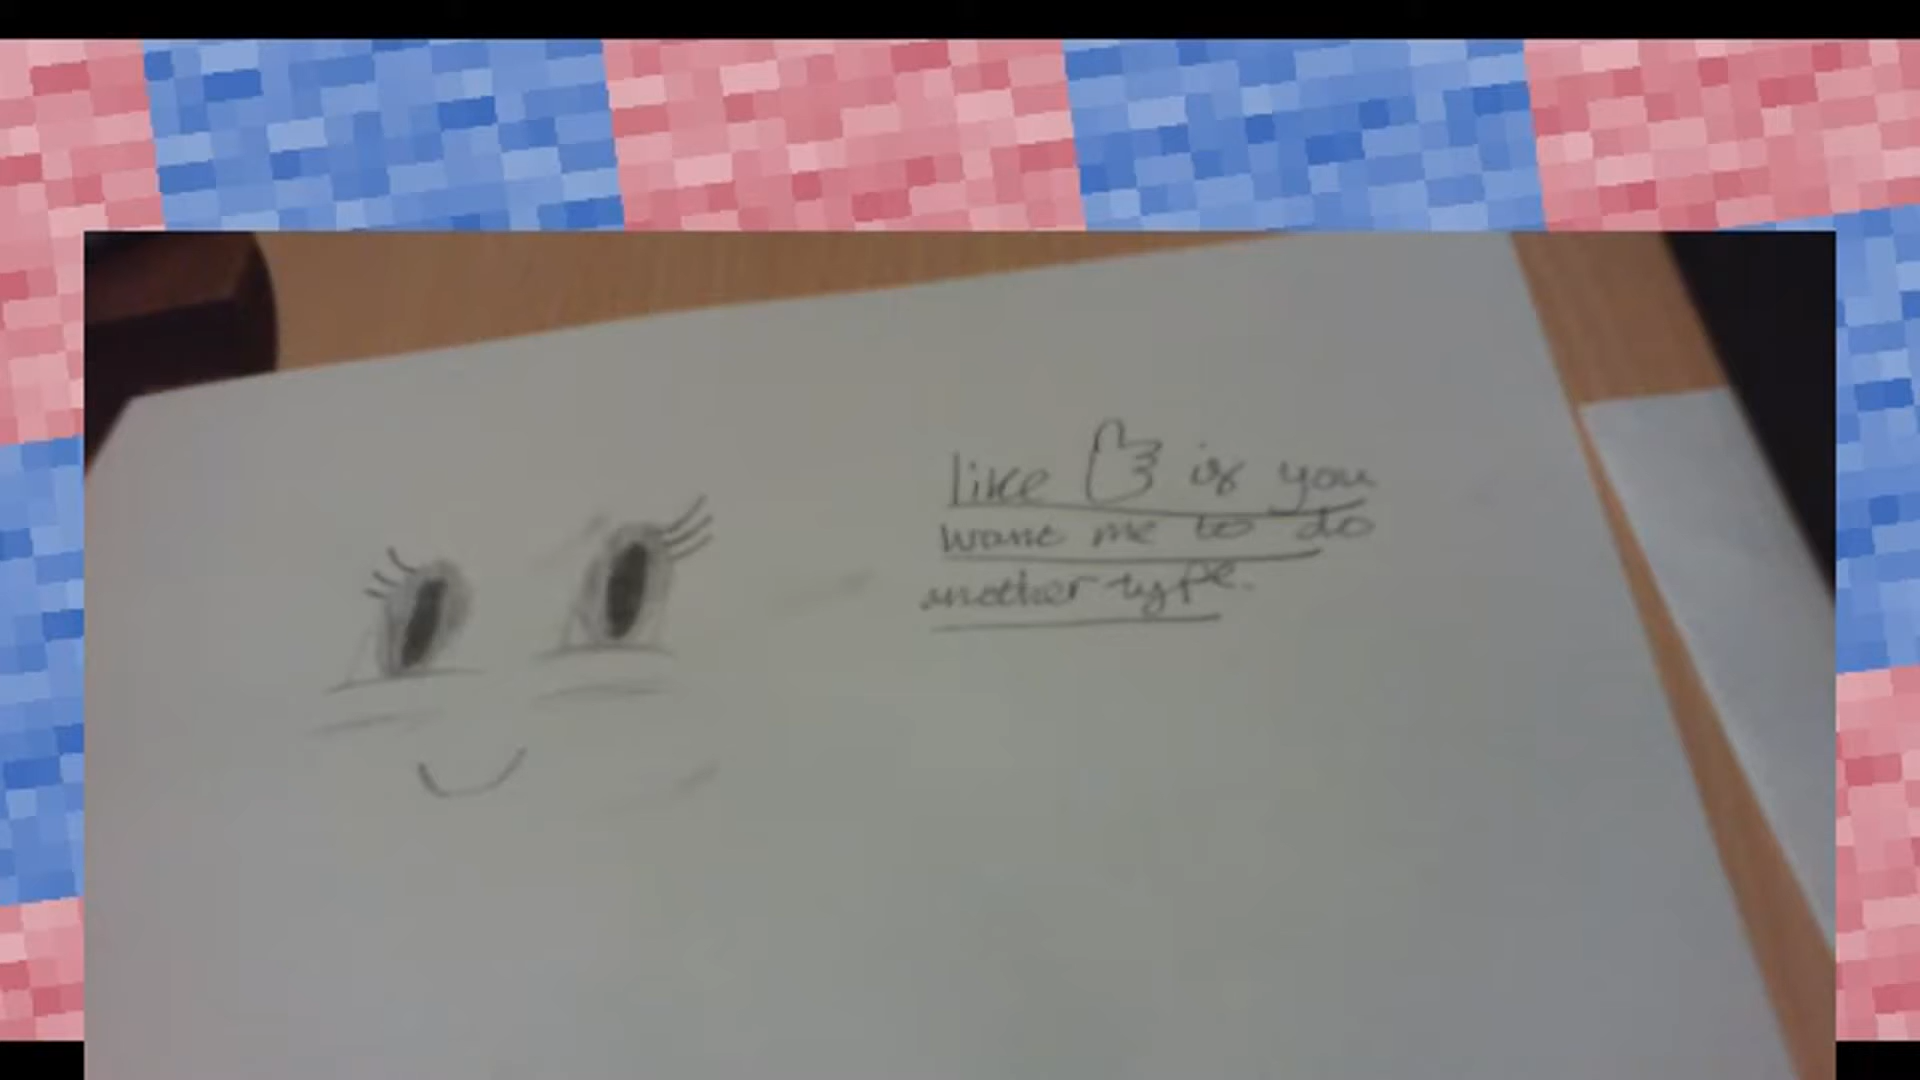 like 👍 if you
want me to do
another type.